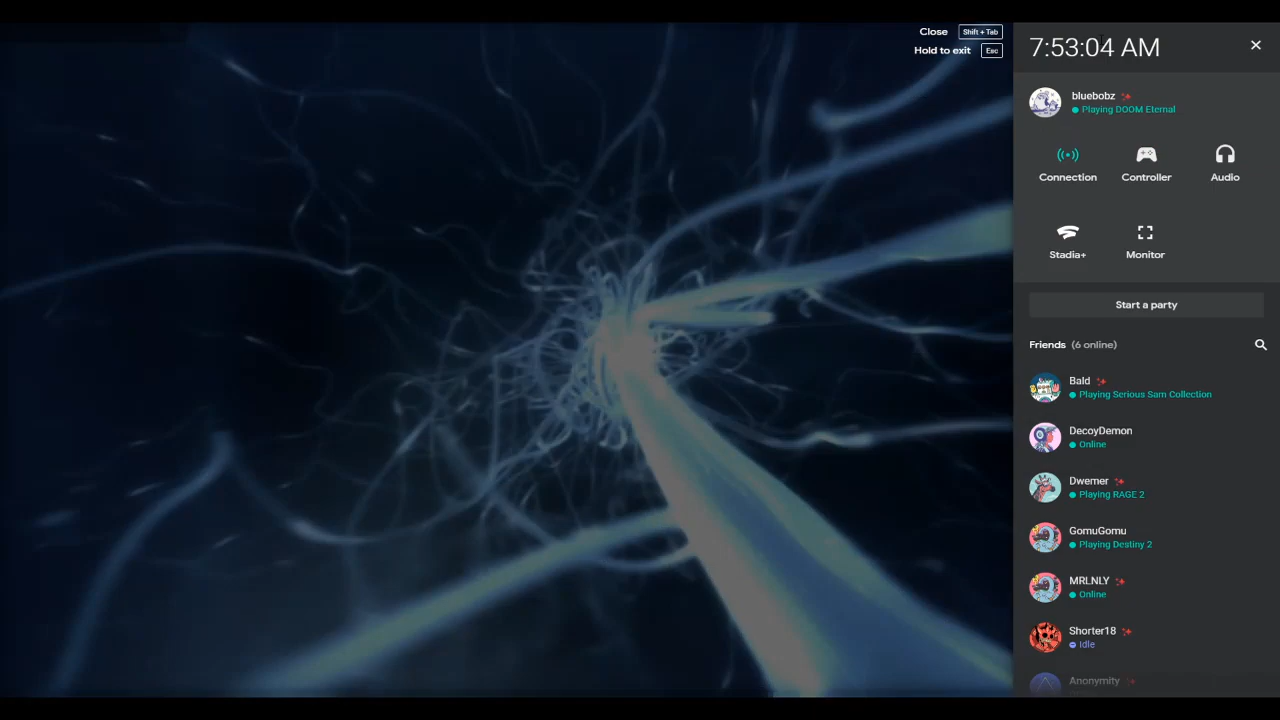 Close Shift + Tab
Hold to exit Esc
7:53:04 AM
bluebobz
Playing DOOM Eternal
Connection Controller Audio
Stadia+ Monitor
Start a party
Friends (6 online)
Bald
Playing Serious Sam Collection
DecoyDemon
Online
Dwemer
Playing RAGE 2
GomuGomu
Playing Destiny 2
MRLNLY
Online
Shorter18
Idle
Anonymity